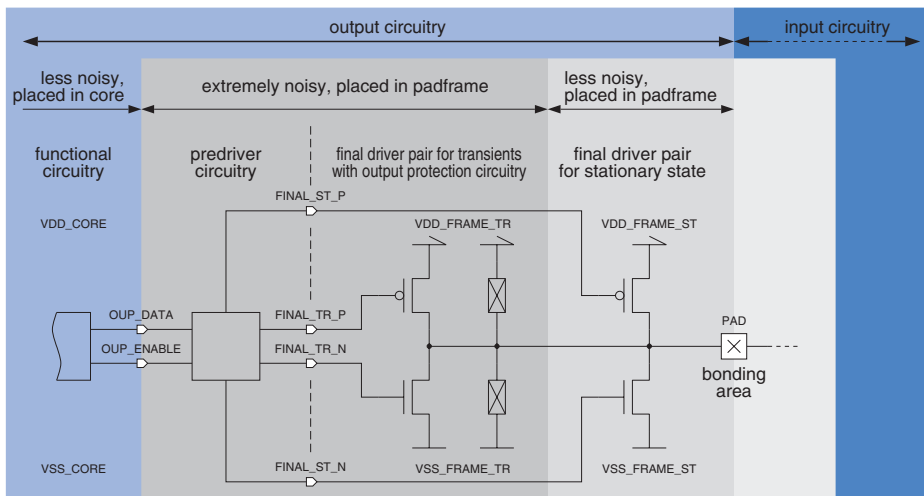 output circuitry
input circuitry
less noisy,
placed in core
extremely noisy, placed in padframe
less noisy,
placed in padframe
functional
circuitry
predriver
circuitry
final driver pair for transients
with output protection circuitry
final driver pair
for stationary state
FINAL_ST_P
VDD_CORE
VDD_FRAME_TR
VDD_FRAME_ST
OUP_DATA
FINAL_TR_P
PAD
OUP_ENABLE
FINAL_TR_N
bonding
area
VSS_CORE
FINAL_ST_N
VSS_FRAME_TR
VSS_FRAME_ST